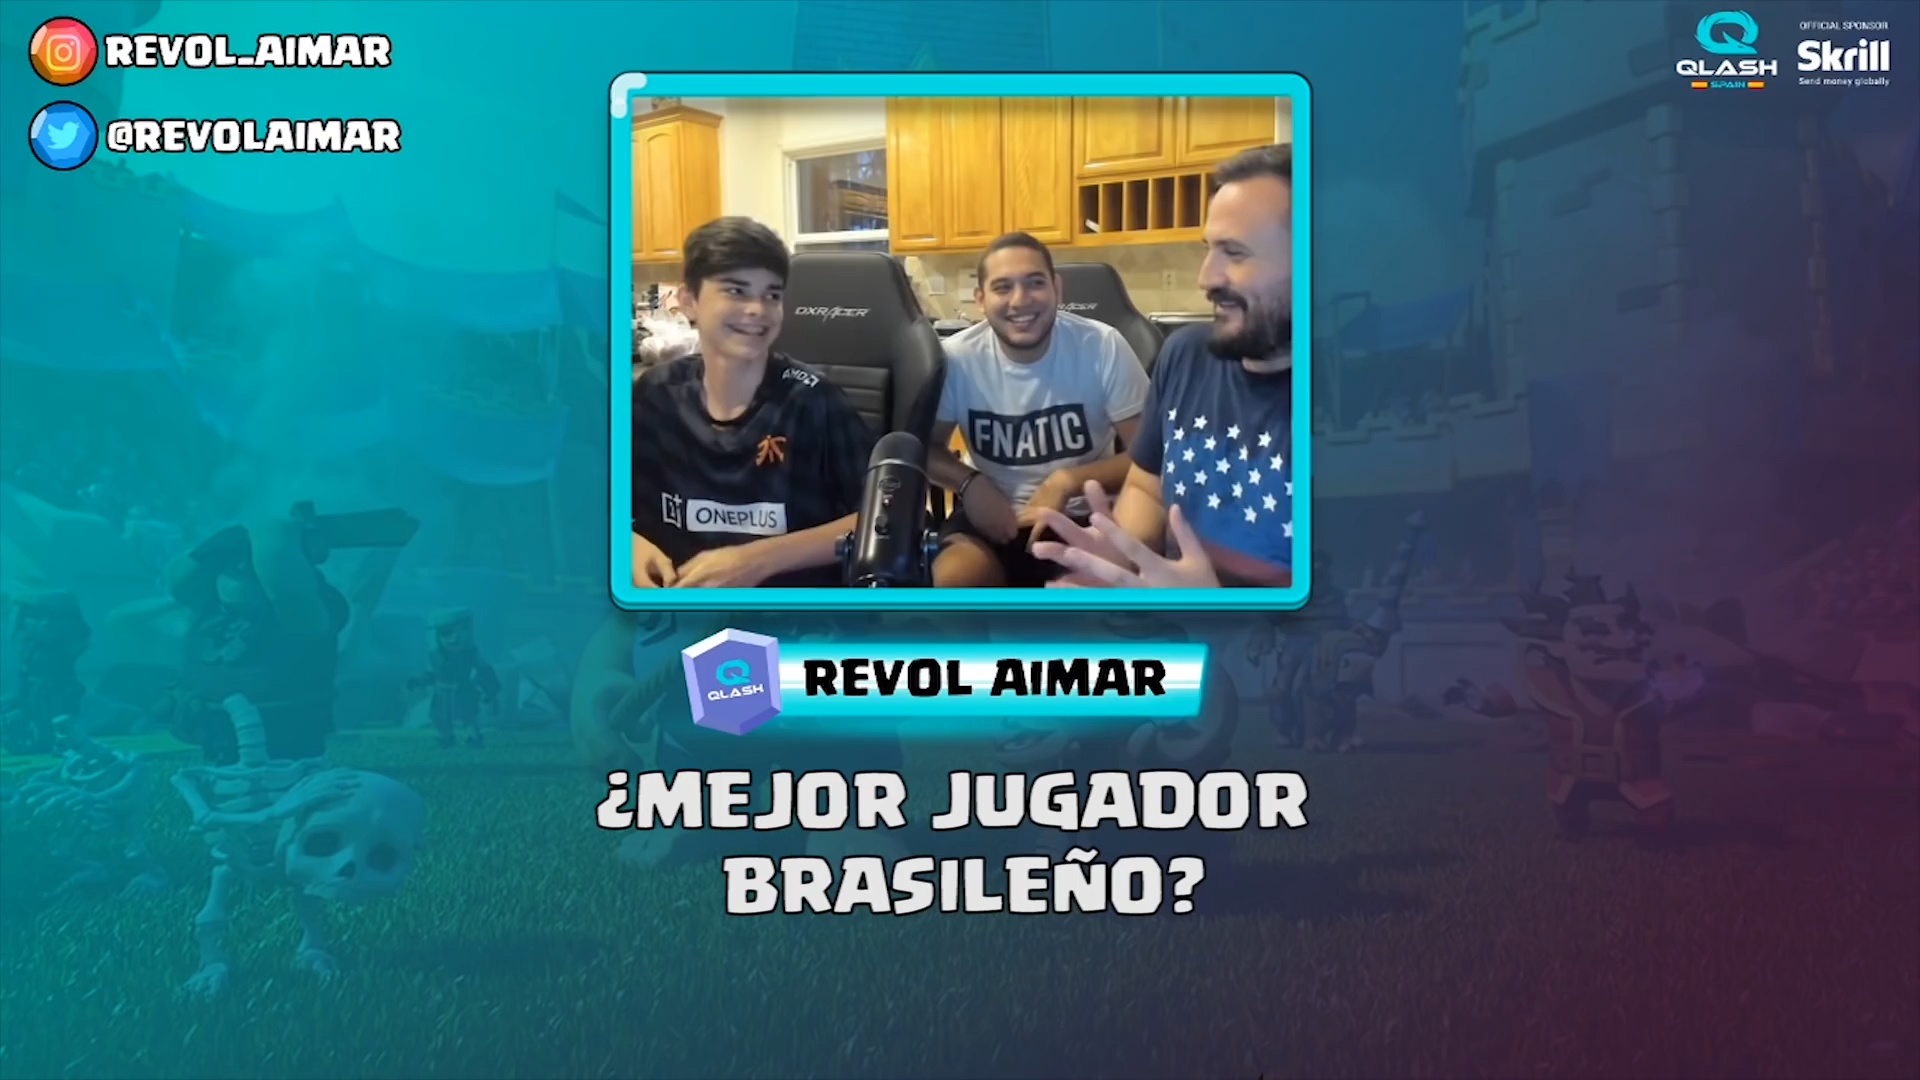 REVOL_AIMAR
@REVOLAIMAR
QLASH
SPAIN
OFFICIAL SPONSOR
Skrill
Send money globally
DXRACER
AMD
FNATIC
ONEPLUS
QLASH
REVOL AIMAR
¿MEJOR JUGADOR
BRASILEÑO?